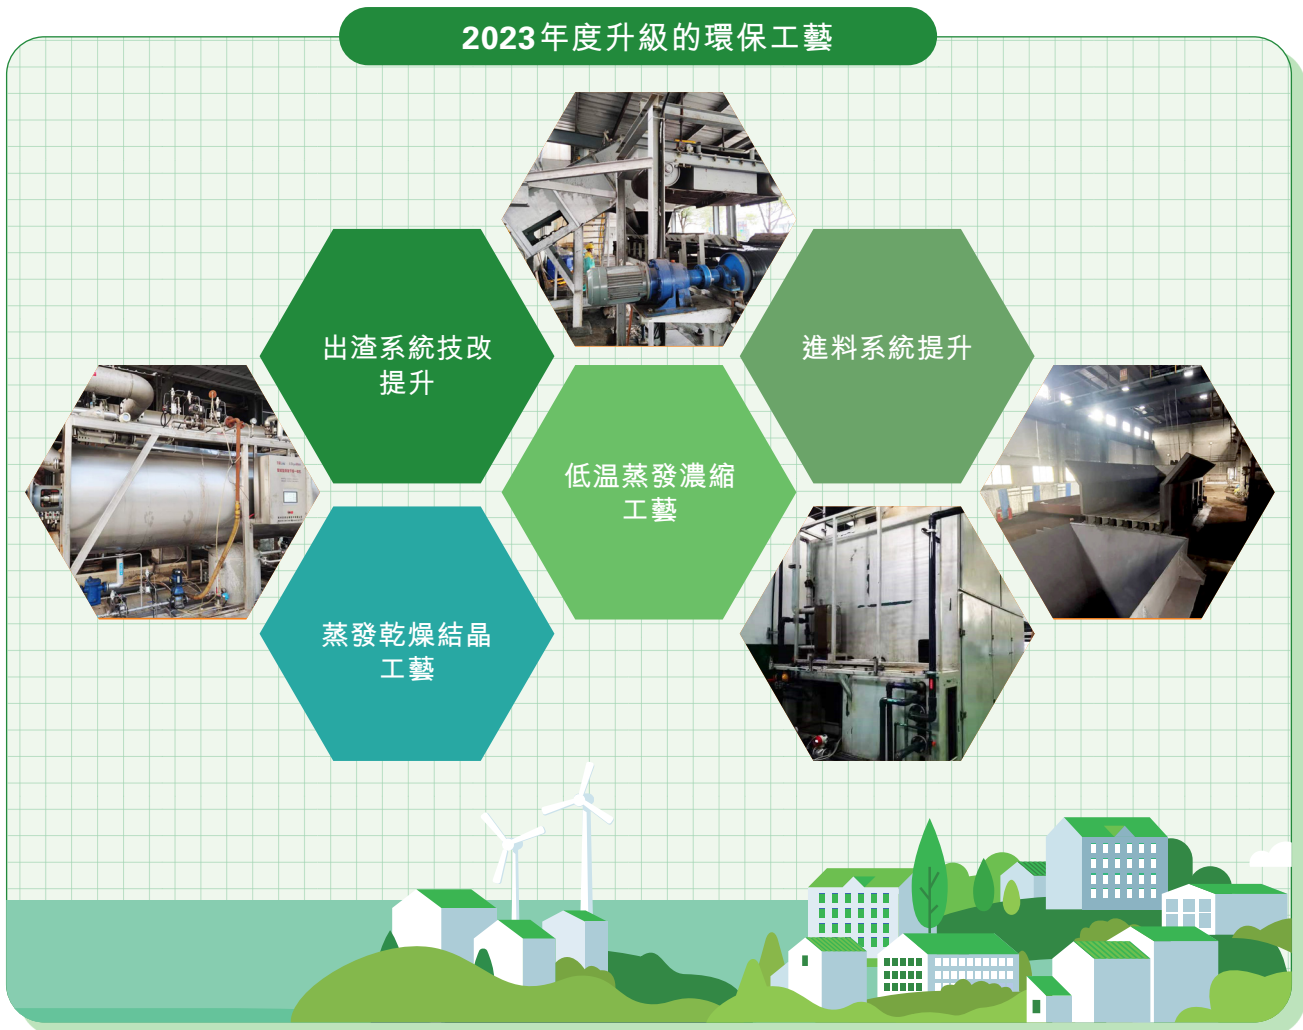 2023年度升級的環保工藝
出渣系統技改
提升
進料系統提升
低温蒸發濃縮
工藝
蒸發乾燥結晶
工藝